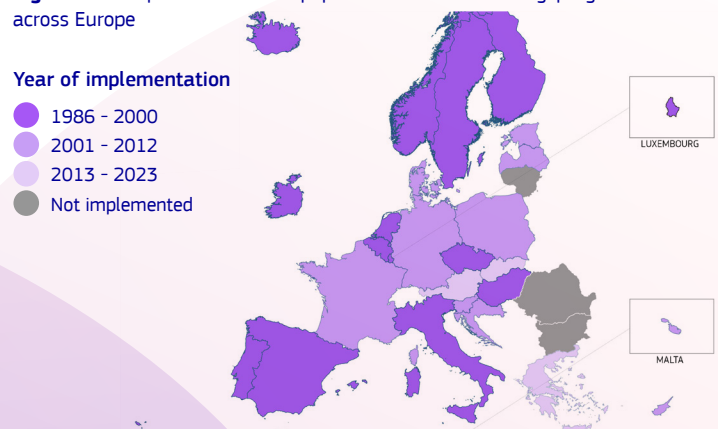 across Europe
Year of implementation
1986 - 2000
2001 - 2012
2013 - 2023
Not implemented
LUXEMBOURG
MALTA